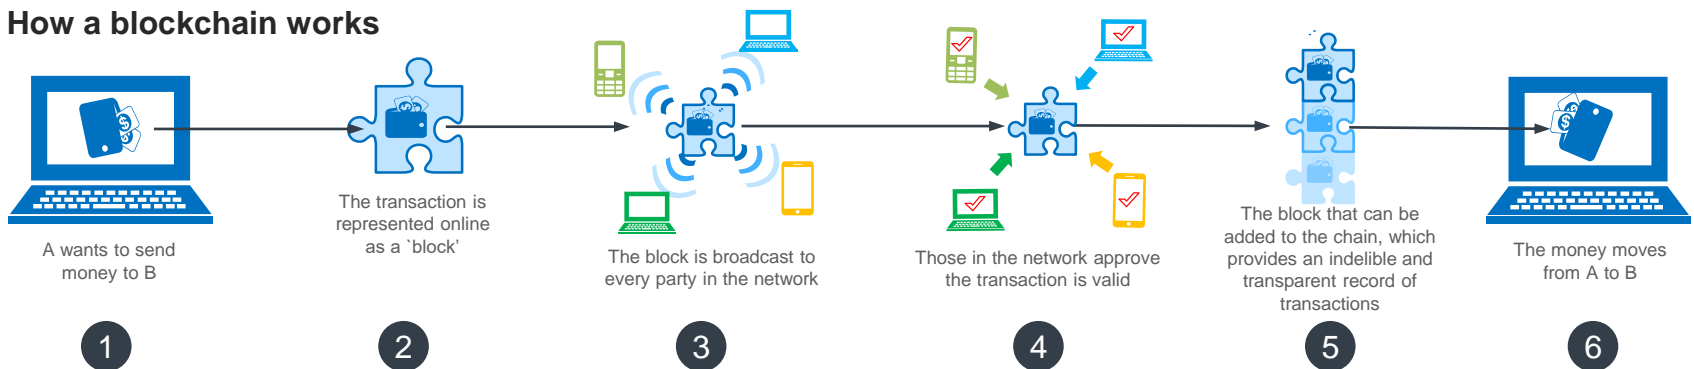 How a blockchain works
A wants to send
money to B
The transaction is
represented online
as a `block’
The block is broadcast to
every party in the network
Those in the network approve
the transaction is valid
The block that can be
added to the chain, which
provides an indelible and
transparent record of
transactions
The money moves
from A to B
1
2
3
4
5
6